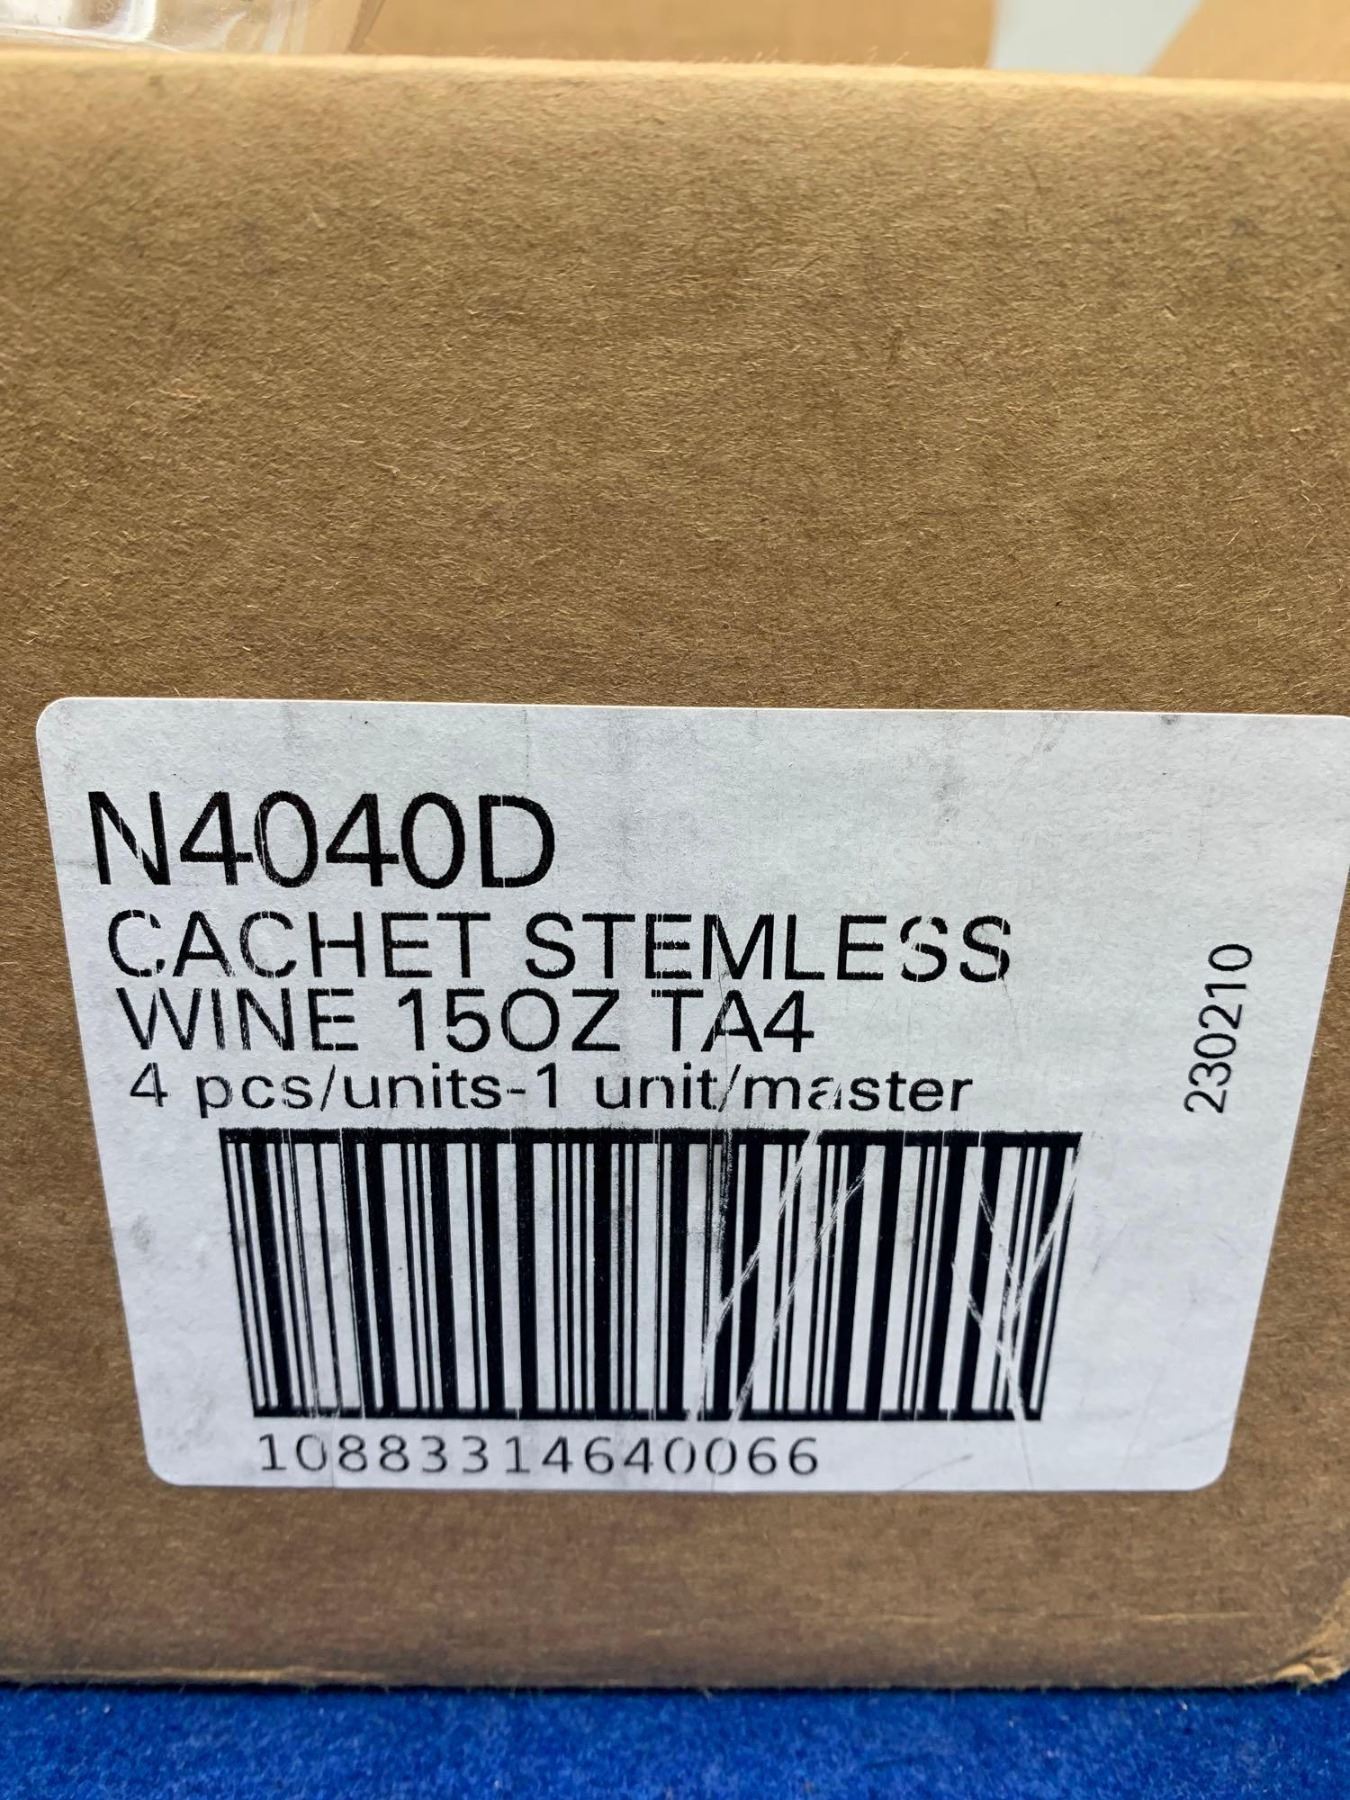 N4040D
CACHET STEMLESS
WINE 15OZ TA4
4 pcs/units-1 unit/master
10883314640066
230210